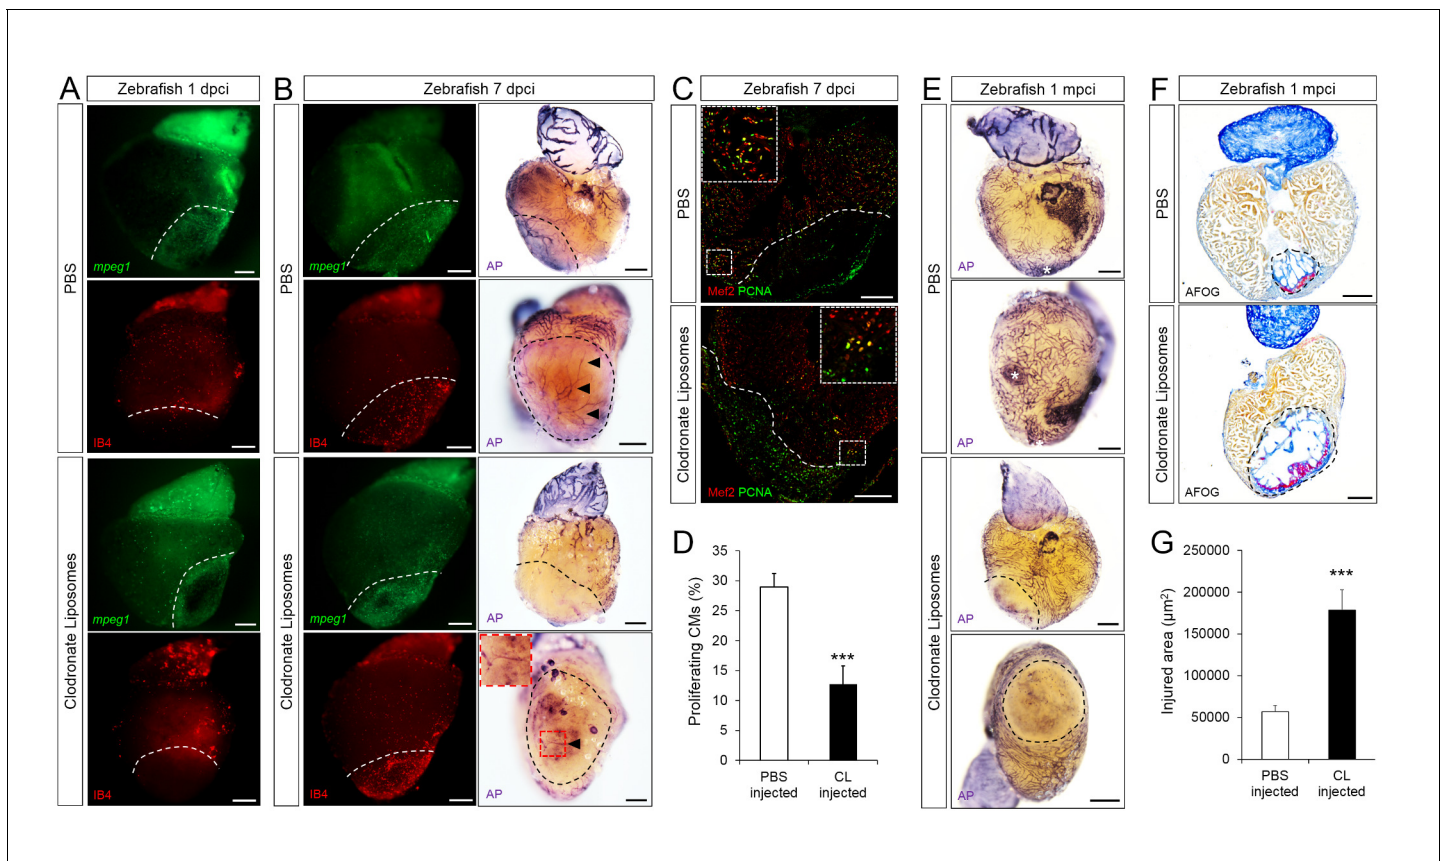 A
Zebrafish 1 dpci
PBS
mpeg1
IB4
Clodronate Liposomes
mpeg1
IB4
B
Zebrafish 7 dpci
PBS
mpeg1
AP
IB4
AP
Clodronate Liposomes
mpeg1
AP
IB4
AP
C
Zebrafish 7 dpci
PBS
Mef2 PCNA
Clodronate Liposomes
Mef2 PCNA
D
Proliferating CMs (%)
35
30
25
20
15
10
5
0
***
PBS injected
CL injected
E
Zebrafish 1 mpci
PBS
AP
*
AP
*
*
Clodronate Liposomes
AP
AP
F
Zebrafish 1 mpci
PBS
AFOG
Clodronate Liposomes
AFOG
G
Injured area (µm²)
250000
200000
150000
100000
50000
0
***
PBS injected
CL injected